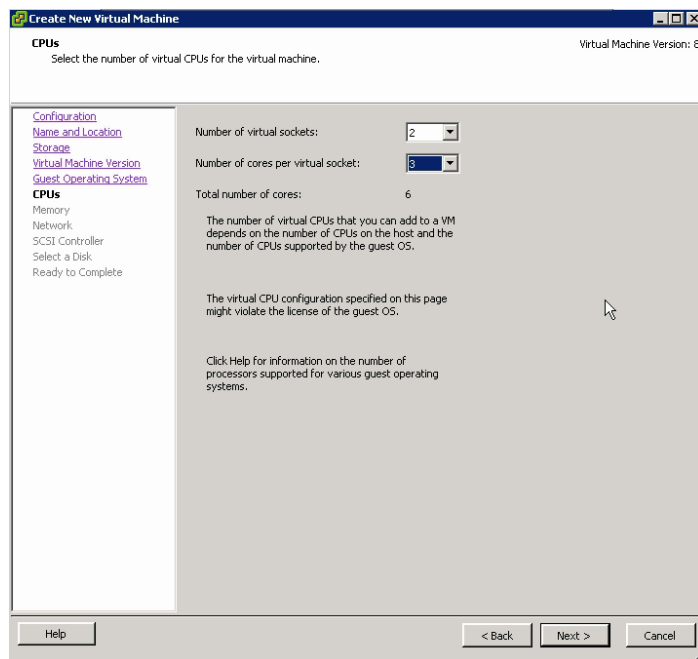 Create New Virtual Machine
CPUs
Select the number of virtual CPUs for the virtual machine.
Virtual Machine Version: 8
Configuration
Name and Location
Storage
Virtual Machine Version
Guest Operating System
CPUs
Memory
Network
SCSI Controller
Select a Disk
Ready to Complete
Number of virtual sockets: 2
Number of cores per virtual socket: 3
Total number of cores: 6
The number of virtual CPUs that you can add to a VM
depends on the number of CPUs on the host and the
number of CPUs supported by the guest OS.
The virtual CPU configuration specified on this page
might violate the license of the guest OS.
Click Help for information on the number of
processors supported for various guest operating
systems.
Help
< Back
Next >
Cancel